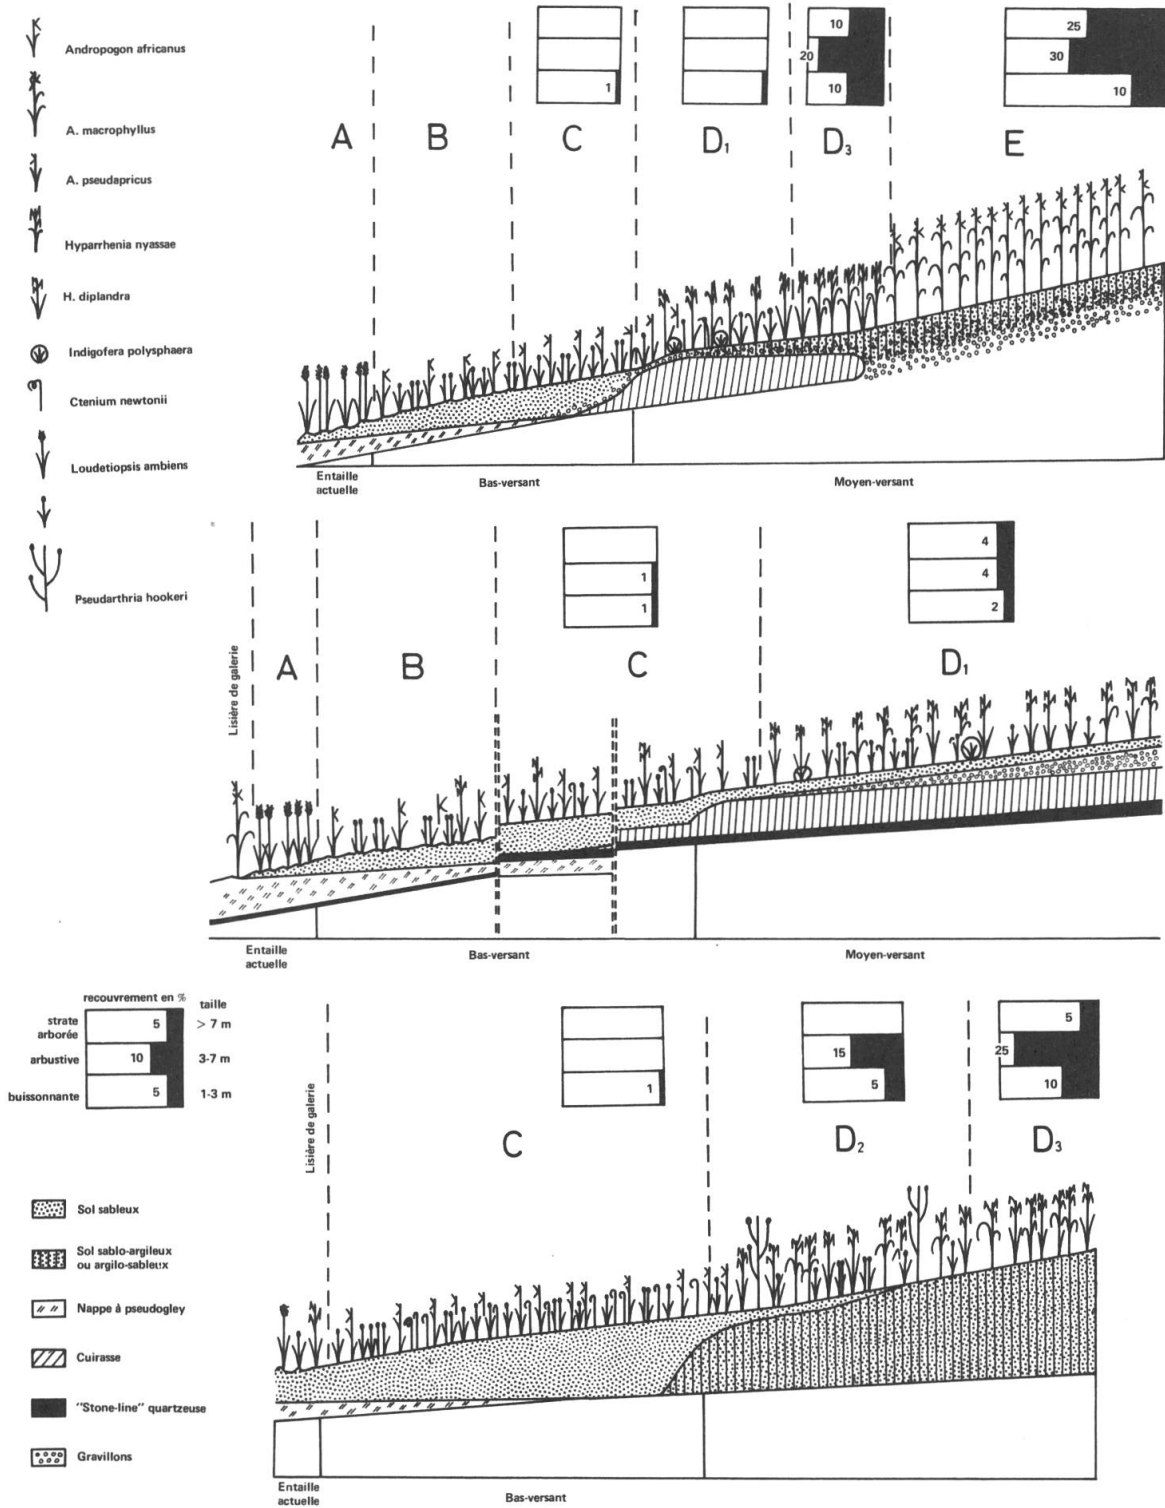 Andropogon africanus
A. macrophyllus
A. pseudapricus
Hyparrhenia nyassae
H. diplandra
Indigofera polysphaera
Ctenium newtonii
Loudetiopsis ambiens
Pseudarthria hookeri
1
10
20
10
25
30
10
A B C D1 D3 E
Entaille
actuelle
Bas-versant
Moyen-versant
1
1
4
4
2
Lisière de galerie
A B C D1
Entaille
actuelle
Bas-versant
Moyen-versant
recouvrement en %
taille
strate
arborée
5
> 7 m
arbustive
10
3-7 m
buissonnante
5
1-3 m
1
15
5
5
25
10
Lisière de galerie
C D2 D3
Sol sableux
Sol sablo-argileux
ou argilo-sableux
Nappe à pseudogley
Cuirasse
"Stone-line" quartzeuse
Gravillons
Entaille
actuelle
Bas-versant